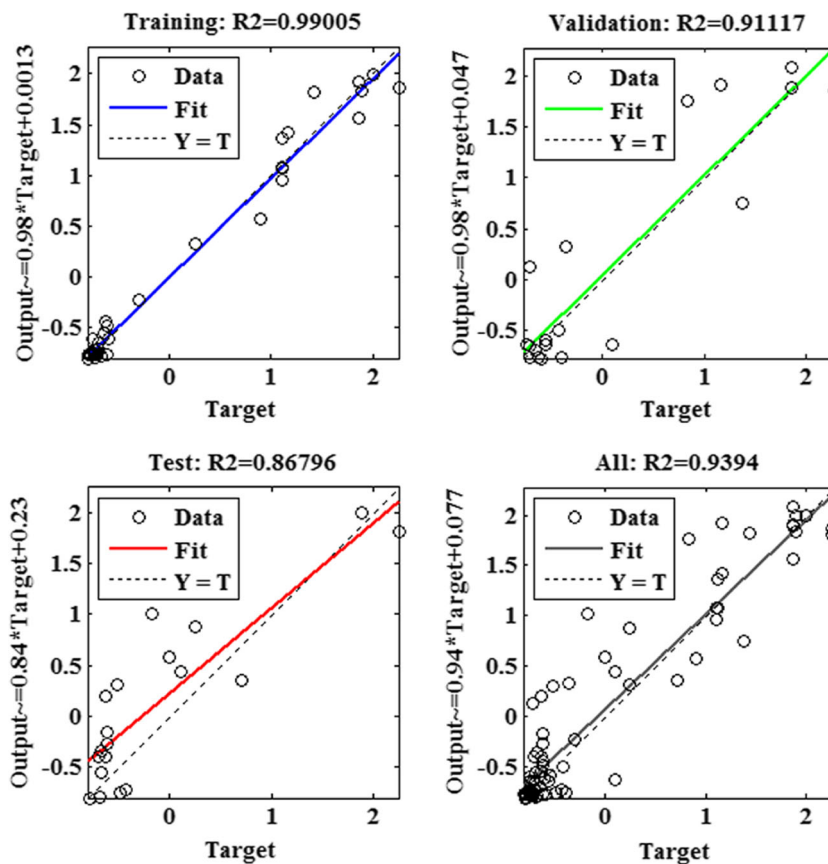 Training: R2=0.99005
Output~=0.98*Target+0.0013
2
1.5
1
0.5
0
-0.5
Data
Fit
Y = T
0
1
2
Target
Validation: R2=0.91117
Output~=0.98*Target+0.047
2
1.5
1
0.5
0
-0.5
Data
Fit
Y = T
0
1
2
Target
Test: R2=0.86796
Output~=0.84*Target+0.23
2
1.5
1
0.5
0
-0.5
Data
Fit
Y = T
0
1
2
Target
All: R2=0.9394
Output~=0.94*Target+0.077
2
1.5
1
0.5
0
-0.5
Data
Fit
Y = T
0
1
2
Target